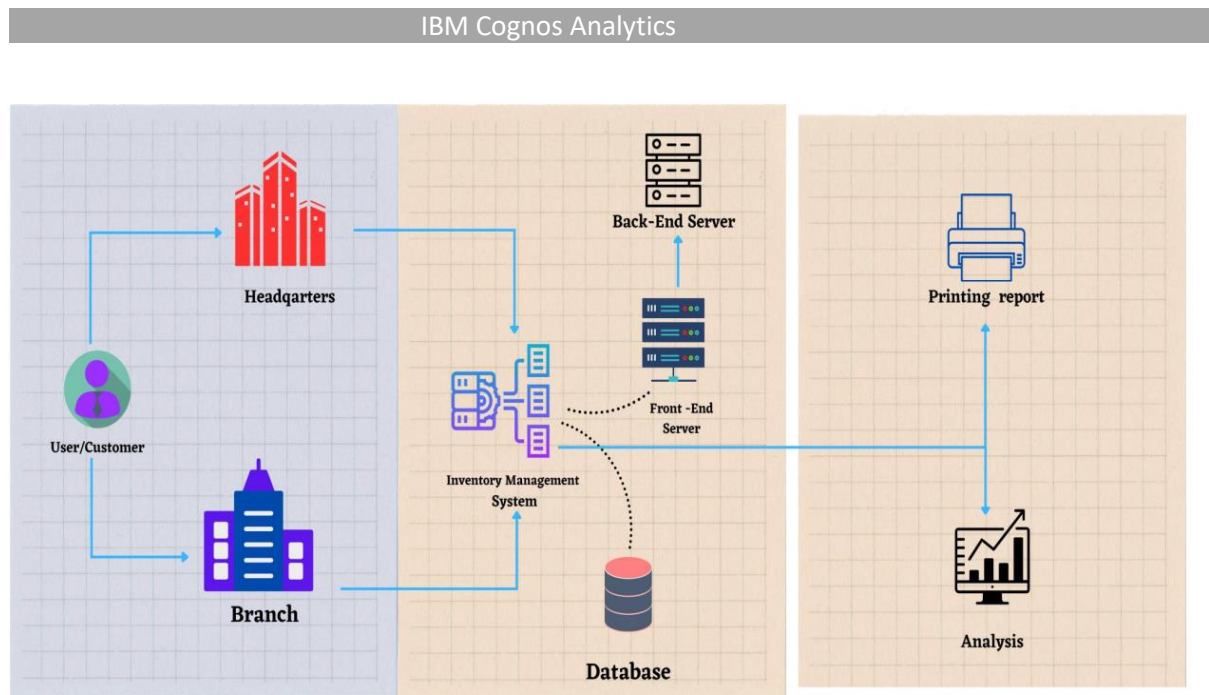 IBM Cognos Analytics
Back-End Server
Headqarters
Printing report
Front -End
Server
User/Customer
Inventory Management
System
Branch
Database
Analysis